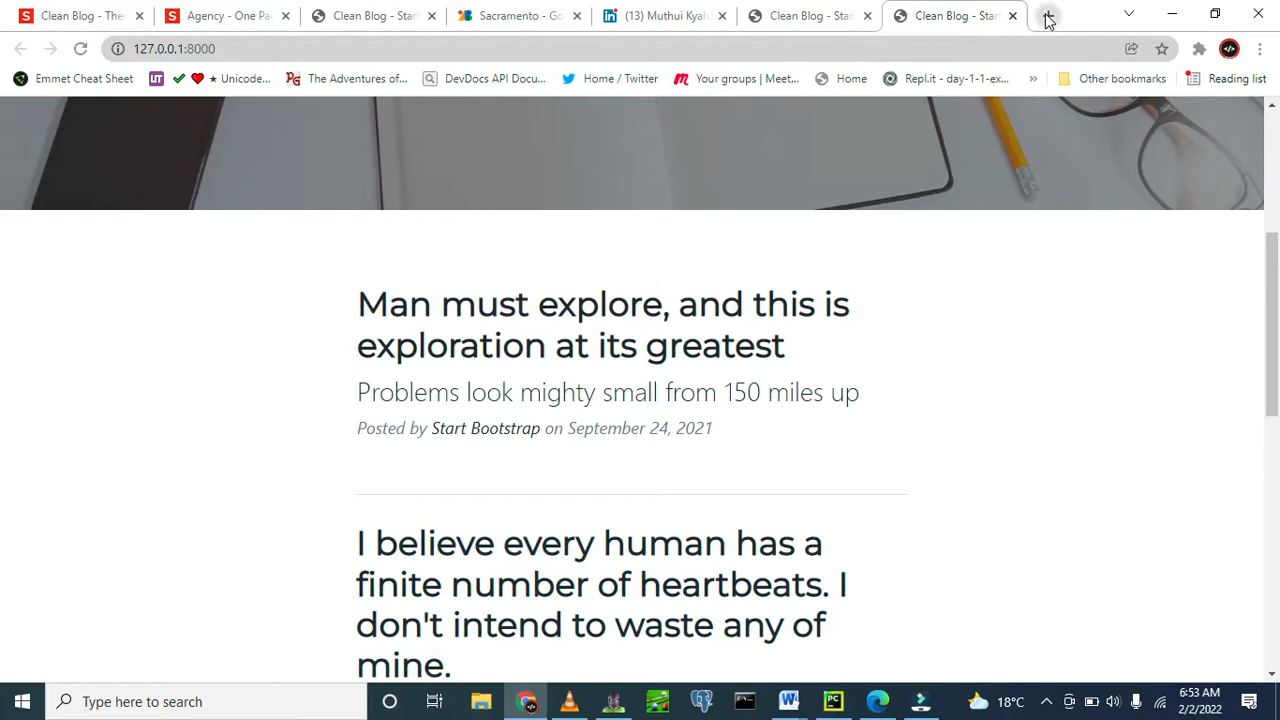 Clean Blog - The
Agency - One Pa
Clean Blog - Start
Sacramento - Go
(13) Muthui Kyal
Clean Blog - Star
Clean Blog - Star
127.0.0.1:8000
Emmet Cheat Sheet
UT ✔ ❤ ★ Unicode...
The Adventures of...
DevDocs API Docu...
Home / Twitter
Your groups | Meet...
Home
Repl.it - day-1-1-ex...
»
Other bookmarks
Reading list
Man must explore, and this is
exploration at its greatest
Problems look mighty small from 150 miles up
Posted by Start Bootstrap on September 24, 2021
I believe every human has a
finite number of heartbeats. I
don't intend to waste any of
mine.
Type here to search
18°C
6:53 AM
2/2/2022